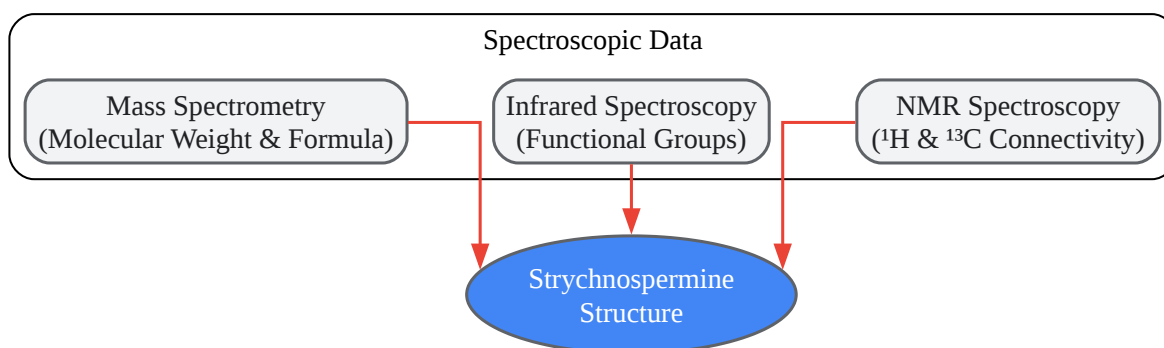 Spectroscopic Data
Mass Spectrometry
(Molecular Weight & Formula)
Infrared Spectroscopy
(Functional Groups)
NMR Spectroscopy
(¹H & ¹³C Connectivity)
Strychnospermine
Structure